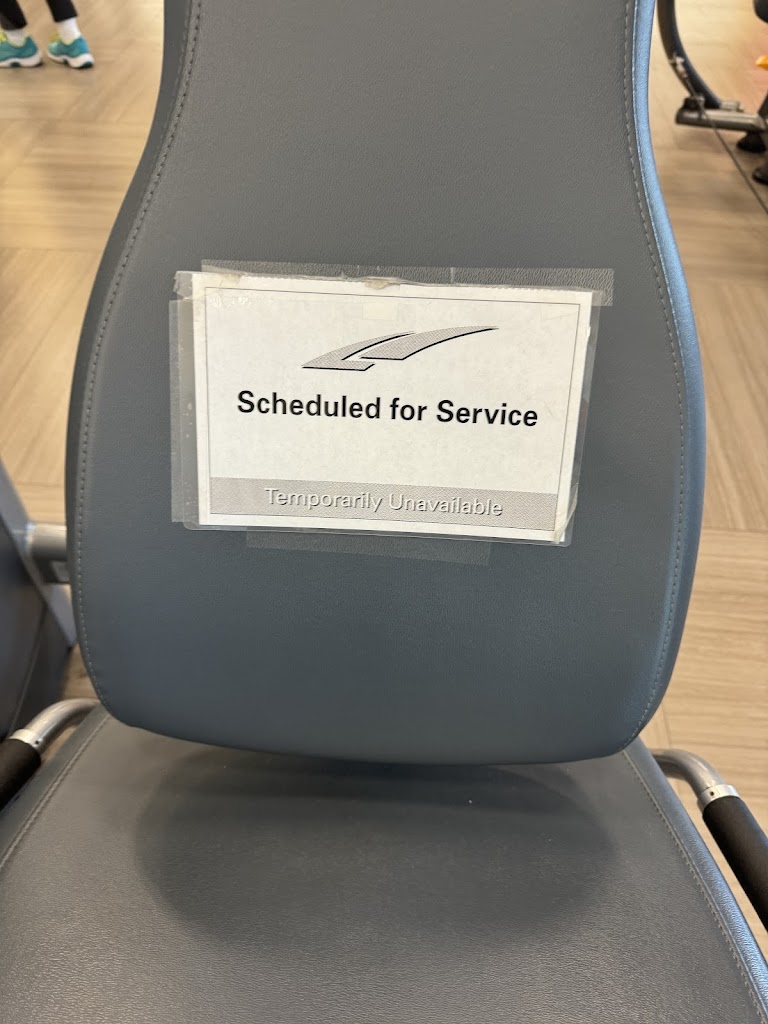 Scheduled for Service
Temporarily Unavailable